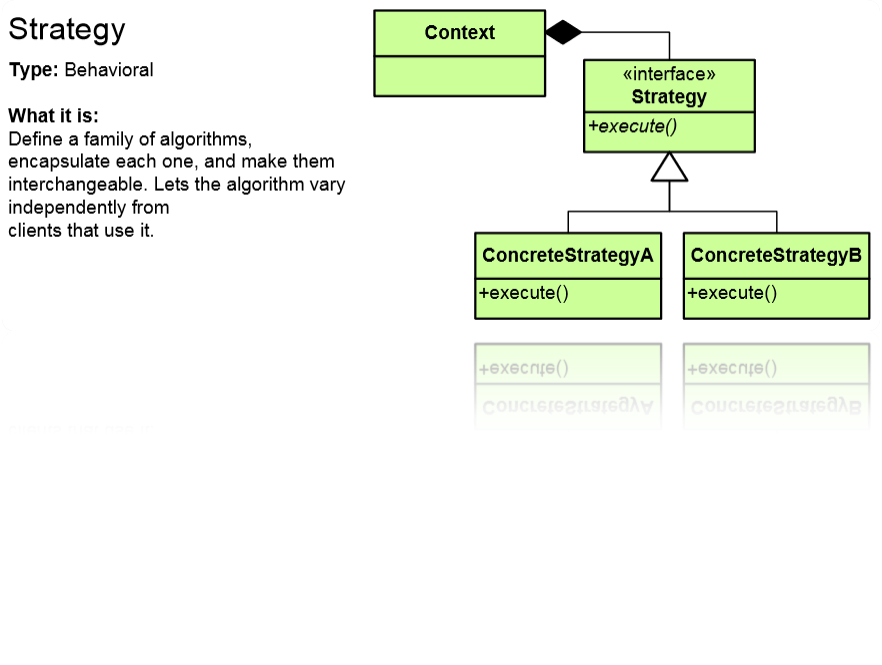 Strategy
Type: Behavioral
What it is:
Define a family of algorithms,
encapsulate each one, and make them
interchangeable. Lets the algorithm vary
independently from
clients that use it.
Context
«interface»
Strategy
+execute()
ConcreteStrategyA
+execute()
ConcreteStrategyB
+execute()